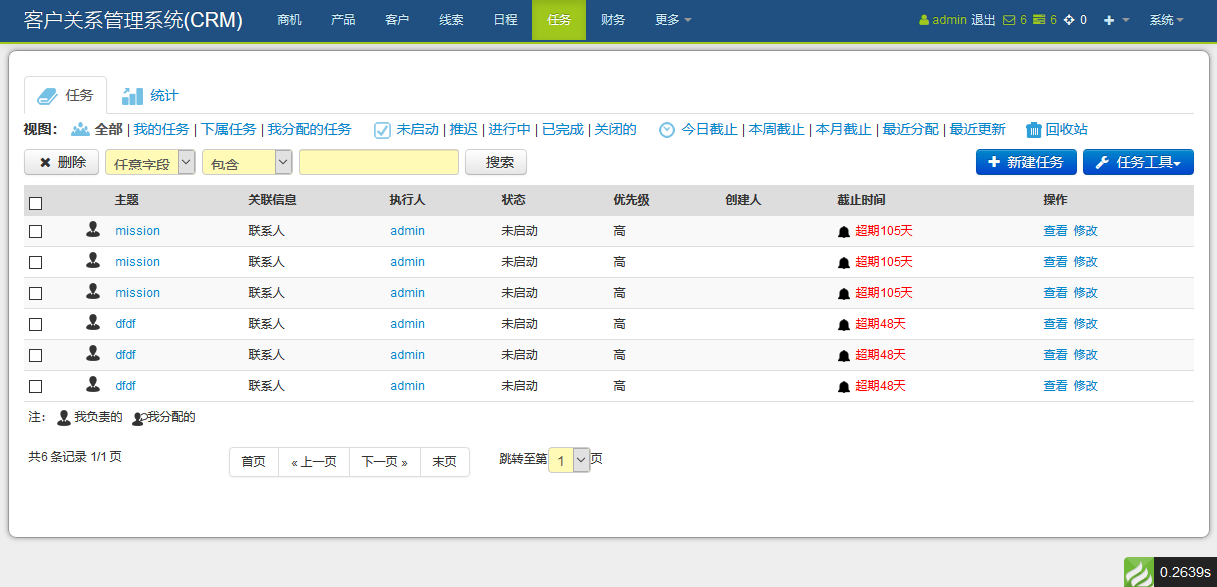 客户关系管理系统(CRM) 商机 产品 客户 线索 日程 任务 财务 更多 admin 退出 6 6 0 系统
任务 统计
视图： 全部 | 我的任务 | 下属任务 | 我分配的任务 未启动 | 推迟 | 进行中 | 已完成 | 关闭的 今日截止 | 本周截止 | 本月截止 | 最近分配 | 最近更新 回收站
删除 任意字段 包含 搜索 新建任务 任务工具
主题 关联信息 执行人 状态 优先级 创建人 截止时间 操作
mission 联系人 admin 未启动 高 超期105天 查看 修改
mission 联系人 admin 未启动 高 超期105天 查看 修改
mission 联系人 admin 未启动 高 超期105天 查看 修改
dfdf 联系人 admin 未启动 高 超期48天 查看 修改
dfdf 联系人 admin 未启动 高 超期48天 查看 修改
dfdf 联系人 admin 未启动 高 超期48天 查看 修改
注： 我负责的 我分配的
共6 条记录 1/1 页 首页 « 上一页 下一页 » 末页 跳转至第 1 页
0.2639s